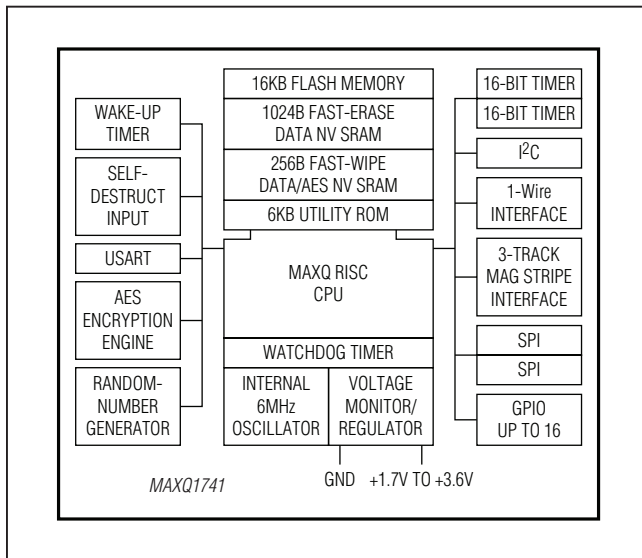 16KB FLASH MEMORY
1024B FAST-ERASE
DATA NV SRAM
256B FAST-WIPE
DATA/AES NV SRAM
6KB UTILITY ROM
MAXQ RISC
CPU
WATCHDOG TIMER
INTERNAL
6MHz
OSCILLATOR
VOLTAGE
MONITOR/
REGULATOR
WAKE-UP
TIMER
SELF-
DESTRUCT
INPUT
USART
AES
ENCRYPTION
ENGINE
RANDOM-
NUMBER
GENERATOR
16-BIT TIMER
16-BIT TIMER
I²C
1-Wire
INTERFACE
3-TRACK
MAG STRIPE
INTERFACE
SPI
SPI
GPIO
UP TO 16
MAXQ1741
GND +1.7V TO +3.6V